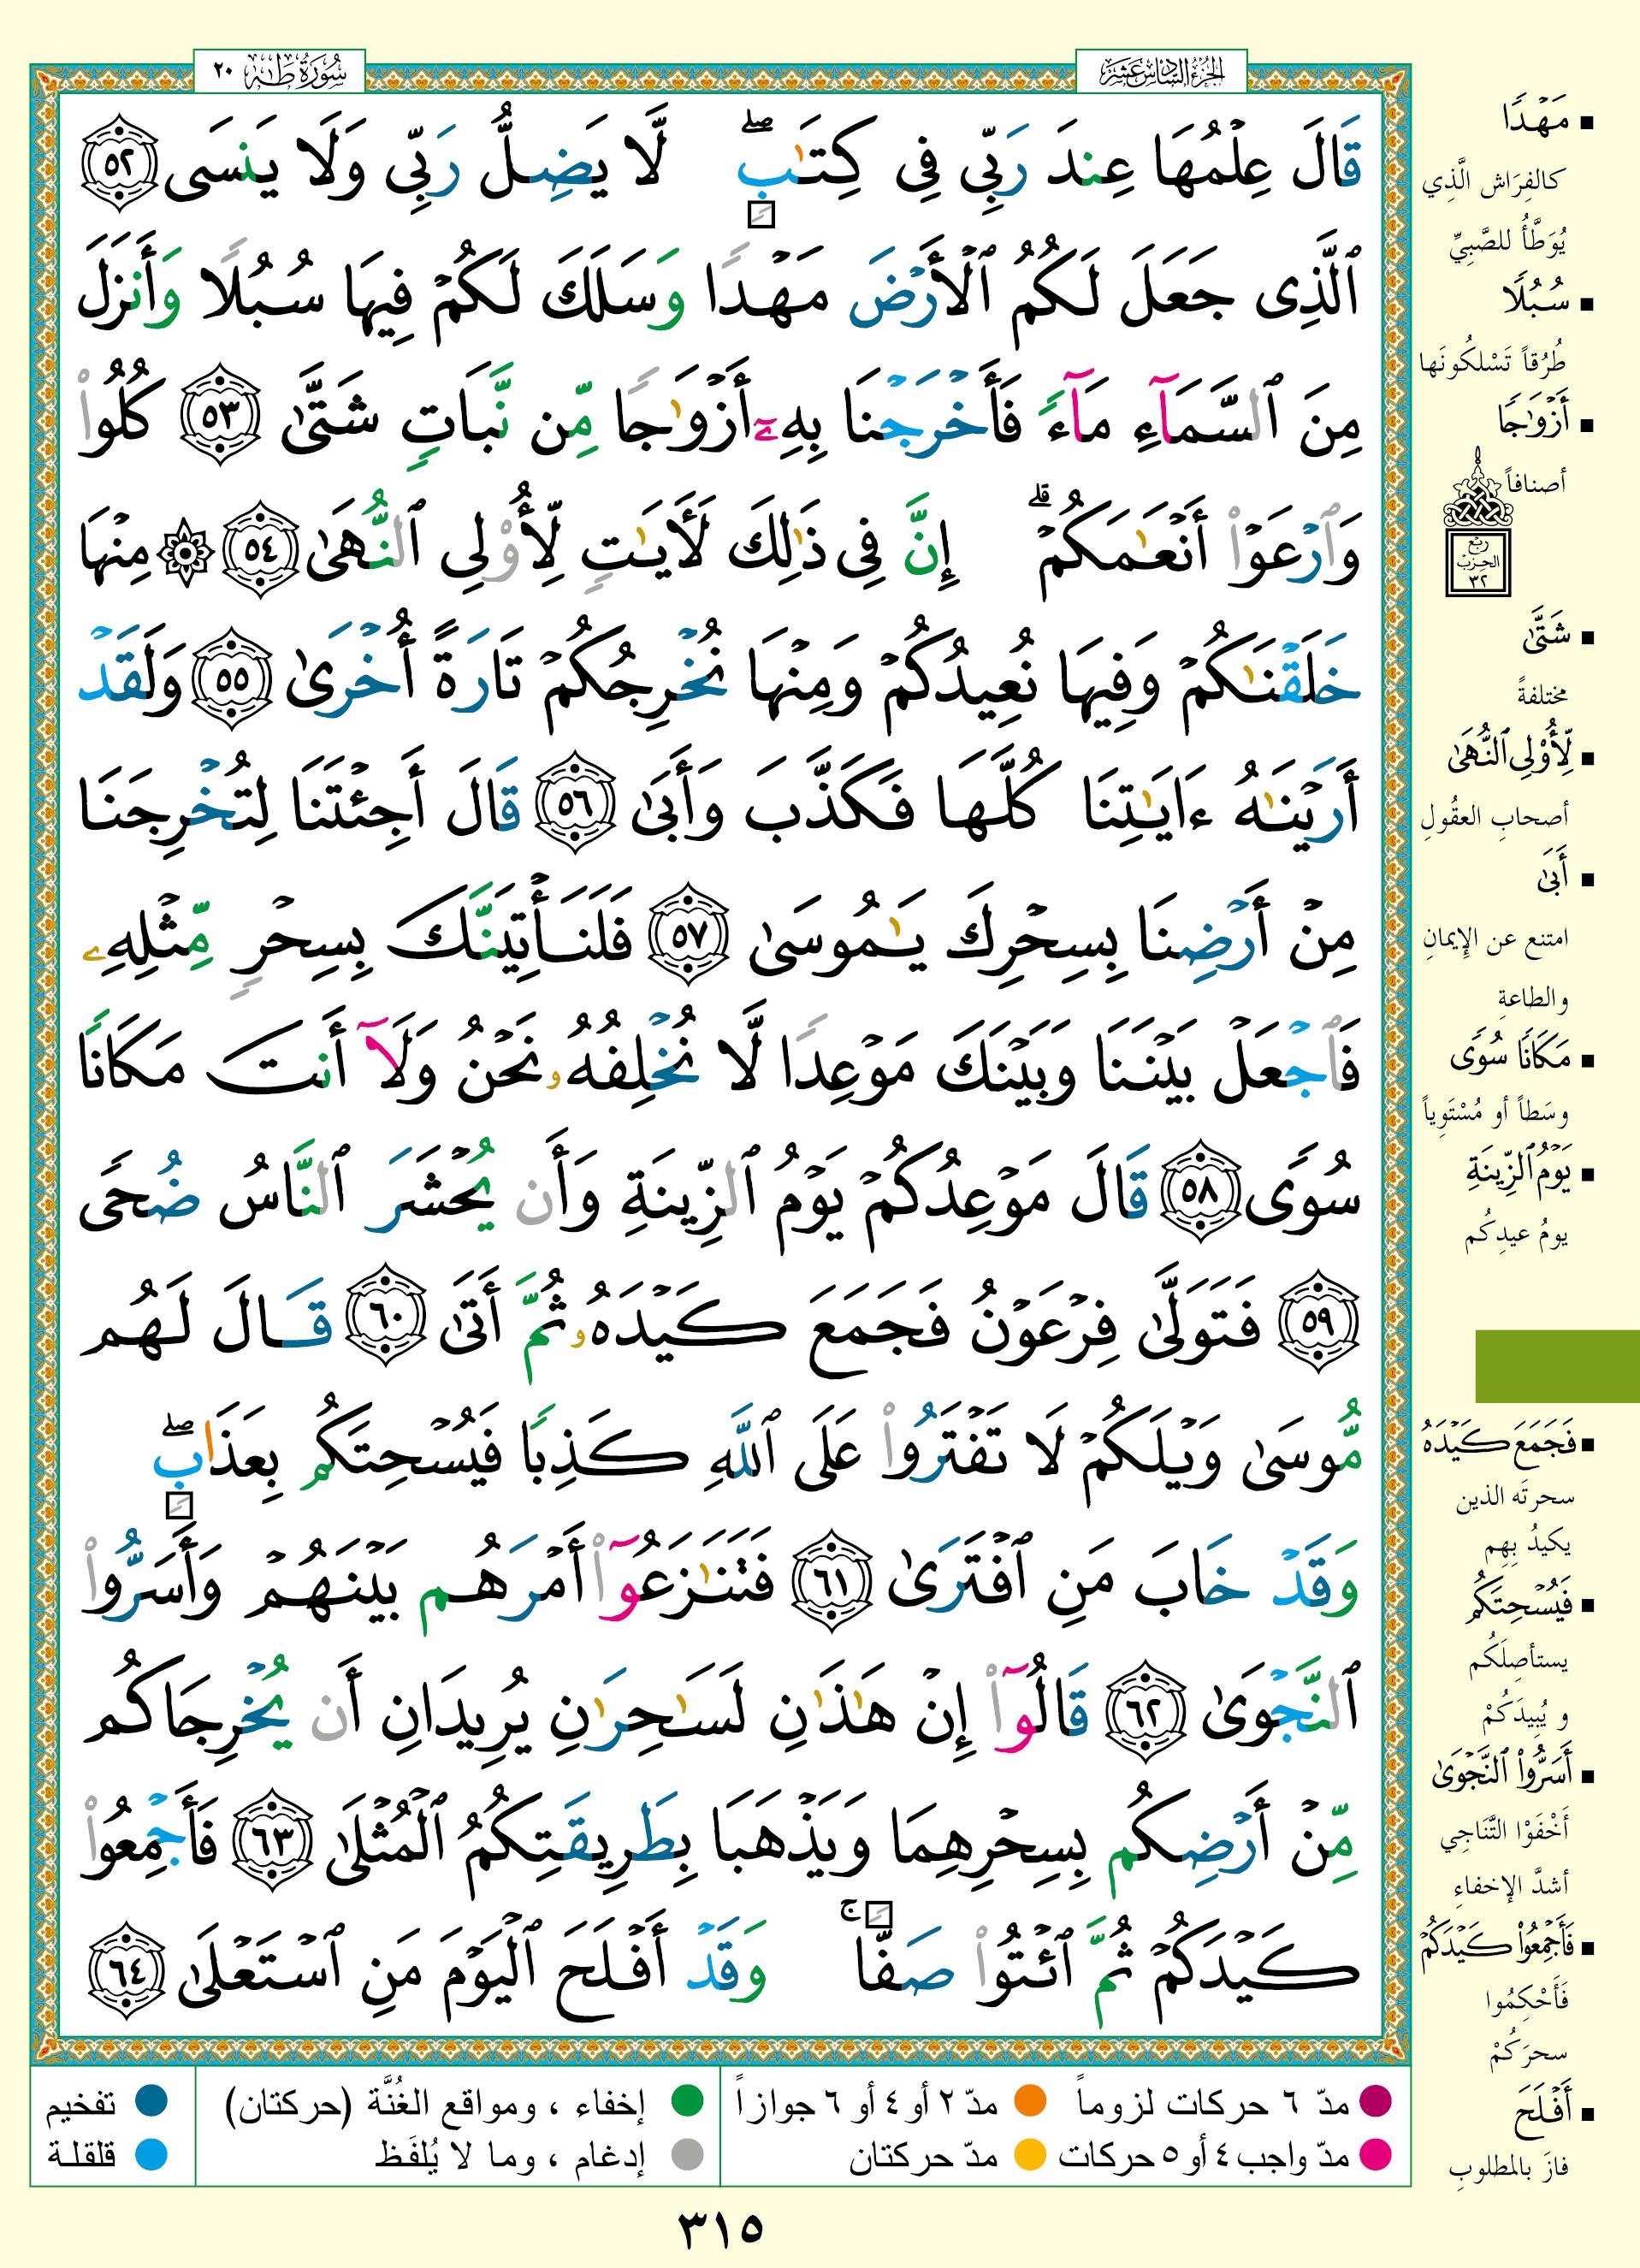 الجزء السادس عشر
سورة طه ٢٠
قَالَ عِلْمُهَا عِندَ رَبِّى فِى كِتَـٰبٍ ۖ لَّا يَضِلُّ رَبِّى وَلَا يَنسَى ٥٢
ٱلَّذِى جَعَلَ لَكُمُ ٱلْأَرْضَ مَهْدًا وَسَلَكَ لَكُمْ فِيهَا سُبُلًا وَأَنزَلَ
مِنَ ٱلسَّمَآءِ مَآءً فَأَخْرَجْنَا بِهِۦٓ أَزْوَٰجًا مِّن نَّبَاتٍ شَتَّىٰ ٥٣ كُلُوا۟
وَٱرْعَوْا۟ أَنْعَـٰمَكُمْ ۗ إِنَّ فِى ذَٰلِكَ لَـَٔايَـٰتٍ لِّأُو۟لِى ٱلنُّهَىٰ ٥٤ ۞ مِنْهَا
خَلَقْنَـٰكُمْ وَفِيهَا نُعِيدُكُمْ وَمِنْهَا نُخْرِجُكُمْ تَارَةً أُخْرَىٰ ٥٥ وَلَقَدْ
أَرَيْنَـٰهُ ءَايَـٰتِنَا كُلَّهَا فَكَذَّبَ وَأَبَىٰ ٥٦ قَالَ أَجِئْتَنَا لِتُخْرِجَنَا
مِنْ أَرْضِنَا بِسِحْرِكَ يَـٰمُوسَىٰ ٥٧ فَلَنَأْتِيَنَّكَ بِسِحْرٍ مِّثْلِهِۦ
فَٱجْعَلْ بَيْنَنَا وَبَيْنَكَ مَوْعِدًا لَّا نُخْلِفُهُۥ نَحْنُ وَلَآ أَنتَ مَكَانًا
سُوًى ٥٨ قَالَ مَوْعِدُكُمْ يَوْمُ ٱلزِّينَةِ وَأَن يُحْشَرَ ٱلنَّاسُ ضُحًى
٥٩ فَتَوَلَّىٰ فِرْعَوْنُ فَجَمَعَ كَيْدَهُۥ ثُمَّ أَتَىٰ ٦٠ قَالَ لَهُم
مُّوسَىٰ وَيْلَكُمْ لَا تَفْتَرُوا۟ عَلَى ٱللَّهِ كَذِبًا فَيُسْحِتَكُم بِعَذَابٍ ۖ
وَقَدْ خَابَ مَنِ ٱفْتَرَىٰ ٦١ فَتَنَـٰزَعُوٓا۟ أَمْرَهُم بَيْنَهُمْ وَأَسَرُّوا۟
ٱلنَّجْوَىٰ ٦٢ قَالُوٓا۟ إِنْ هَـٰذَٰنِ لَسَـٰحِرَٰنِ يُرِيدَانِ أَن يُخْرِجَاكُم
مِّنْ أَرْضِكُم بِسِحْرِهِمَا وَيَذْهَبَا بِطَرِيقَتِكُمُ ٱلْمُثْلَىٰ ٦٣ فَأَجْمِعُوا۟
كَيْدَكُمْ ثُمَّ ٱئْتُوا۟ صَفًّا ۚ وَقَدْ أَفْلَحَ ٱلْيَوْمَ مَنِ ٱسْتَعْلَىٰ ٦٤
▪ مَهْدًا
كالفِرَاش الَّذِي
يُوَطَّأُ للصَّبِيِّ
▪ سُبُلًا
طُرُقاً تَسْلكُونَها
▪ أَزْوَٰجًا
أصنافاً
ربع
الحزب
٣٢
▪ شَتَّىٰ
مختلفةً
▪ لِّأُو۟لِى ٱلنُّهَىٰ
أصحابِ العقُولِ
▪ أَبَىٰ
امتنع عن الإيمانِ
والطاعةِ
▪ مَكَانًا سُوًى
وسَطاً أو مُسْتَوِياً
▪ يَوْمُ ٱلزِّينَةِ
يومُ عيدِكُم
▪ فَجَمَعَ كَيْدَهُ
سحرتَه الذين
يكيدُ بِهِم
▪ فَيُسْحِتَكُم
يستأصِلَكُم
و يُبِيدَكُمْ
▪ أَسَرُّوا۟ ٱلنَّجْوَىٰ
أَخْفَوْا التَّنَاجِي
أشدَّ الإخفاءِ
▪ فَأَجْمِعُوا۟ كَيْدَكُمْ
فَأَحْكِمُوا
سحرَكُمْ
▪ أَفْلَحَ
فازَ بالمطلوبِ
مدّ ٦ حركات لزوماً
مدّ ٢ أو ٤ أو ٦ جوازاً
إخفاء ، ومواقع الغُنَّة (حركتان)
تفخيم
مدّ واجب ٤ أو ٥ حركات
مدّ حركتان
إدغام ، وما لا يُلفَظ
قلقلة
٣١٥